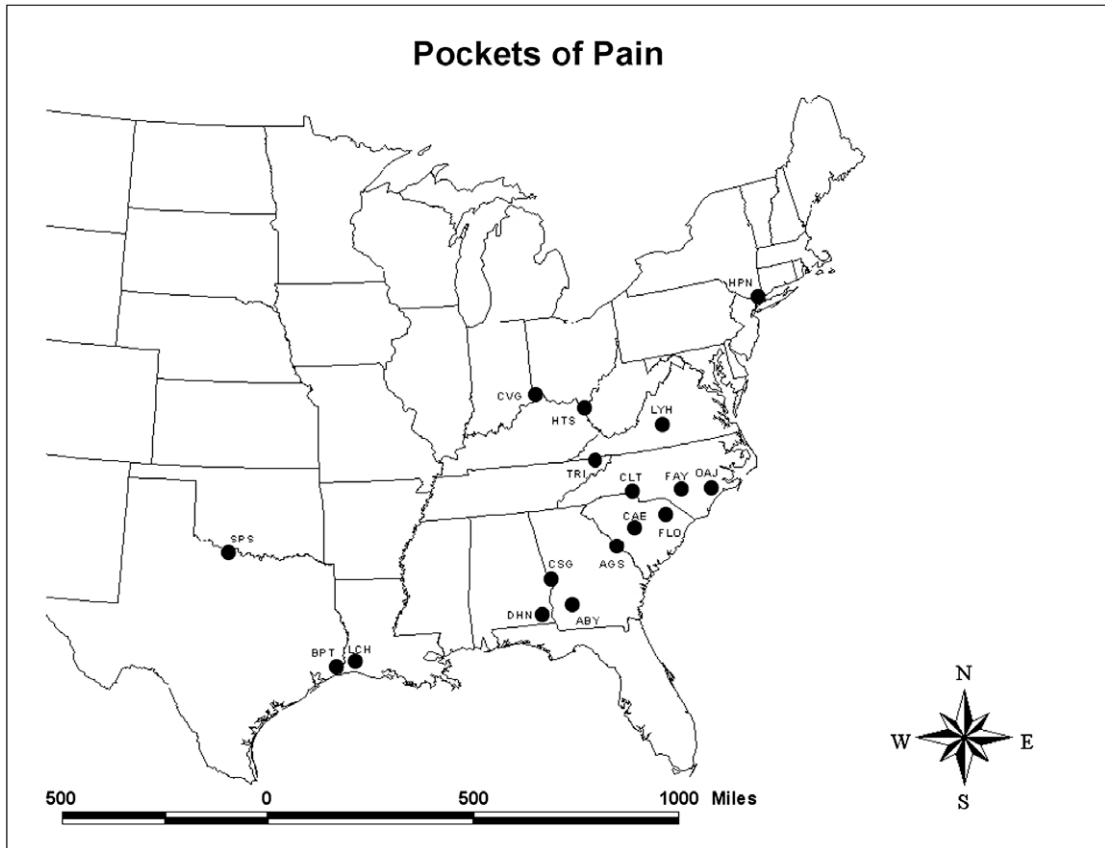 Pockets of Pain
HPN
CVG
HTS
LYH
TRI
CLT
FAY
OAJ
CAE
FLO
SPS
AGS
CSG
DHN
ABY
BPT
LCH
N
W
E
S
500 0 500 1000 Miles